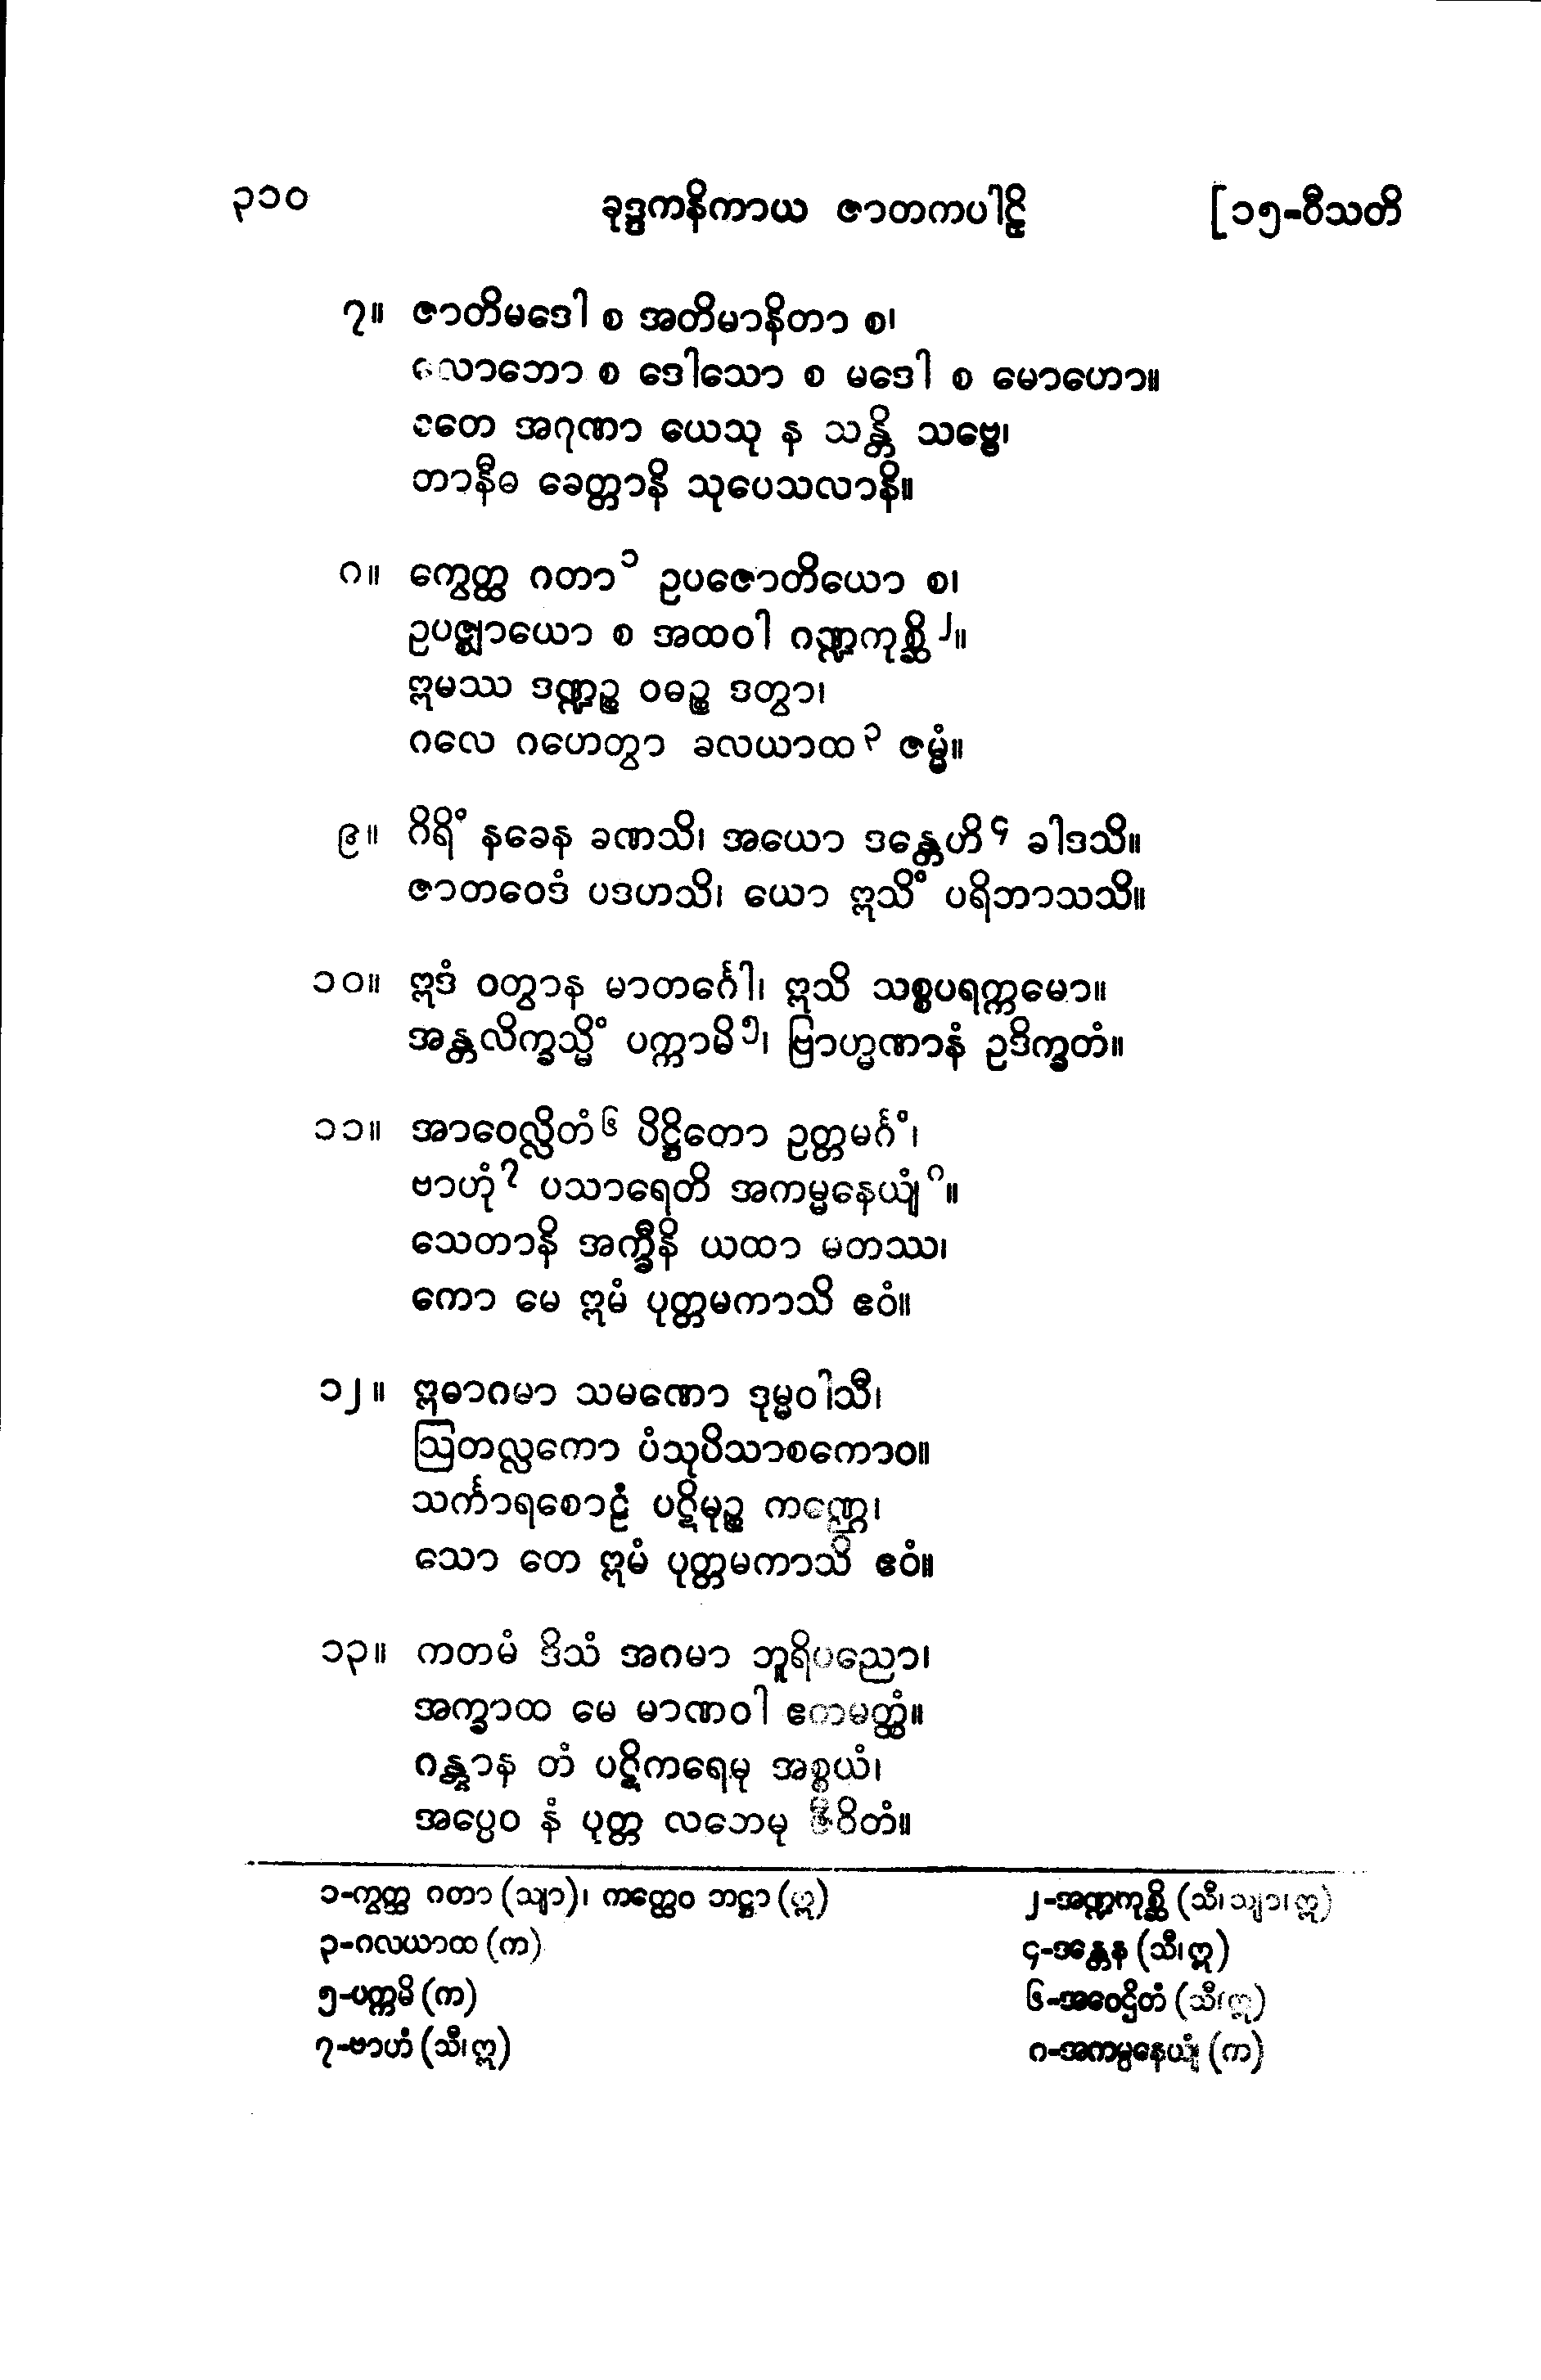 ၃၁၀ ခုဒ္ဒကနိကာယ ဇာတကပါဠိ [၁၅-ဝီသတိ
၇။ ဇာတိမဒေါ စ အတိမာနိတာ စ၊
လောဘော စ ဒေါသော စ မဒေါ စ မောဟော။
ဧတေ အဂုဏာ ယေသု န သန္တိ သဗ္ဗေ၊
တာနီဓ ခေတ္တာနိ သုပေသလာနိ။
၈။ ကွေတ္ထ ဂတာ၁ ဥပဇောတိယော စ၊
ဥပဇ္ဈာယော စ အထဝါ ဂဏ္ဍကုစ္ဆိ၂။
ဣမဿ ဒဏ္ဍဉ္စ ဝဓဉ္စ ဒတွာ၊
ဂလေ ဂဟေတွာ ခလယာထ၃ ဇမ္မံ။
၉။ ဂိရိံ နခေန ခဏသိ၊ အယော ဒန္တေဟိ၄ ခါဒသိ။
ဇာတဝေဒံ ပဒဟသိ၊ ယော ဣသိံ ပရိဘာသသိ။
၁၀။ ဣဒံ ဝတွာန မာတင်္ဂေါ၊ ဣသိ သစ္စပရက္ကမော။
အန္တလိက္ခသ္မိံ ပက္ကာမိ၅၊ ဗြာဟ္မဏာနံ ဥဒိက္ခတံ။
၁၁။ အာဝေလ္လိတံ၆ ပိဋ္ဌိတော ဥတ္တမင်္ဂံ၊
ဗာဟုံ၇ ပသာရေတိ အကမ္မနေယျံ၈။
သေတာနိ အက္ခီနိ ယထာ မတဿ၊
ကော မေ ဣမံ ပုတ္တမကာသိ ဧဝံ။
၁၂။ ဣဓာဂမာ သမဏော ဒုမ္မဝါသီ၊
ဩတလ္လကော ပံသုပိသာစကောဝ။
သင်္ကာရစောဠံ ပဋိမုဉ္စ ကဏ္ဌေ၊
သော တေ ဣမံ ပုတ္တမကာသိ ဧဝံ။
၁၃။ ကတမံ ဒိသံ အဂမာ ဘူရိပညော၊
အက္ခာထ မေ မာဏဝါ ဧတမတ္ထံ။
ဂန္တွာန တံ ပဋိကရေမု အစ္စယံ၊
အပ္ပေဝ နံ ပုတ္တ လဘေမု ဇီဝိတံ။
၁-ကွတ္ထ ဂတာ (သျာ)၊ ကတ္ထေဝ ဘဋ္ဌာ (ဣ) ၂-အဏ္ဍကုစ္ဆိ (သီ၊ သျာ၊ ဣ)
၃-ဂလယာထ (က) ၄-ဒန္တေန (သီ၊ ဣ)
၅-ပက္ကမိ (က) ၆-အာဝေဌိတံ (သီ၊ ဣ)
၇-ဗာဟံ (သီ၊ ဣ) ၈-အကမ္ပနေယျံ (က)